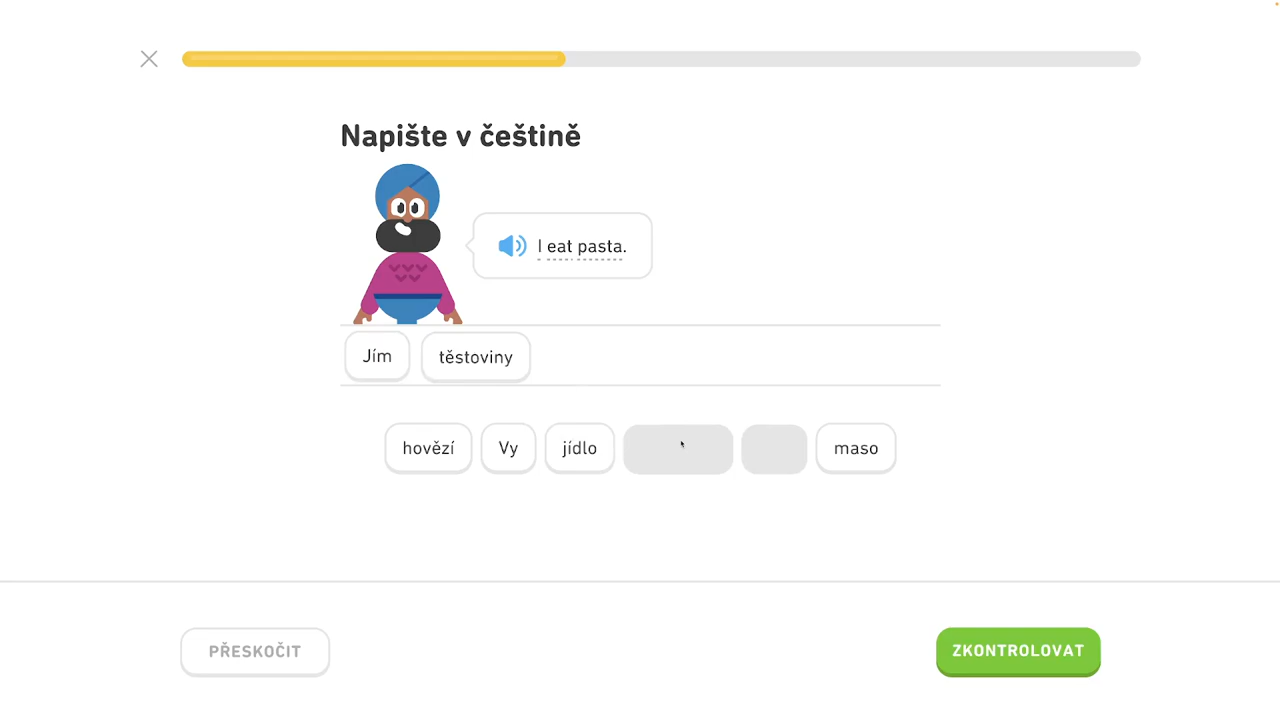 Napište v češtině
I eat pasta.
Jím těstoviny
hovězí Vy jídlo maso
PŘESKOČIT ZKONTROLOVAT